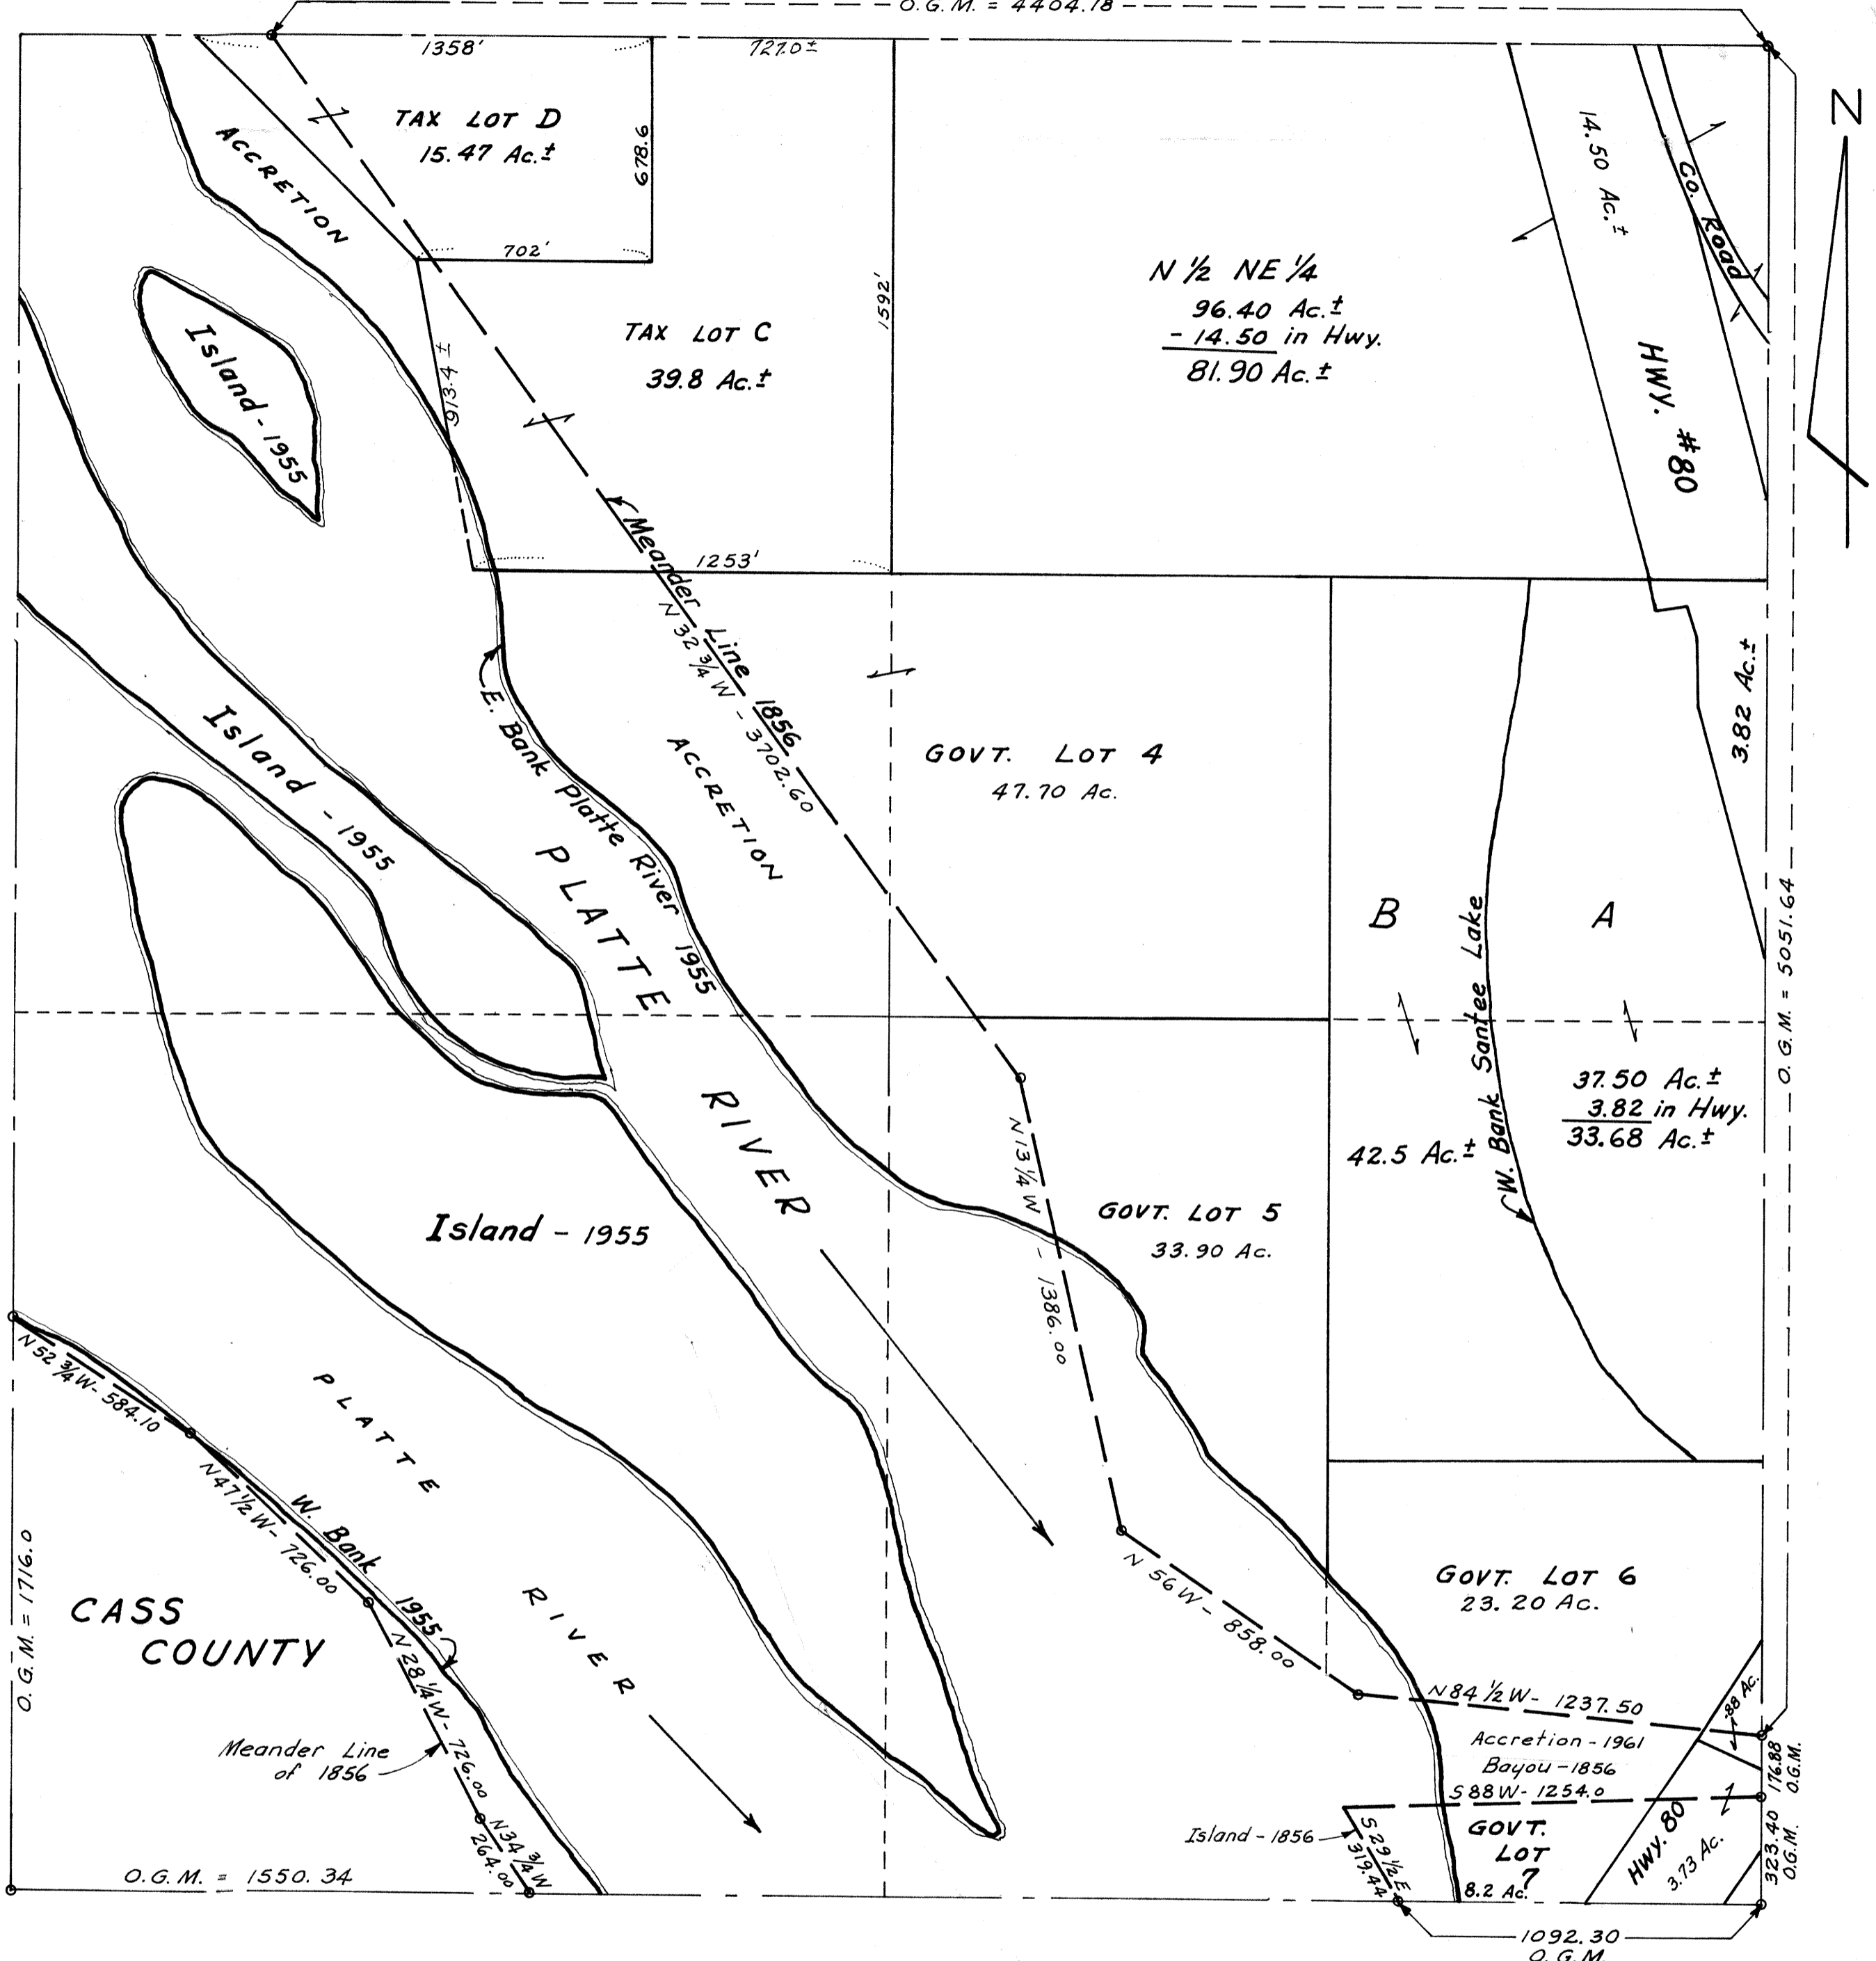 O.G.M. = 4404.18
1358'
727.0±
TAX LOT D
15.47 Ac.±
678.6
702'
ACCRETION
TAX LOT C
39.8 Ac.±
913.4 ±
1592'
1253'
N ½ NE ¼
96.40 Ac.±
- 14.50 in Hwy.
81.90 Ac.±
14.50 Ac.±
Co. Road
HWY. #80
N
Island - 1955
Meander Line 1856
N 32 ¾ W - 3702.60
ACCRETION
E. Bank Platte River 1955
Island - 1955
PLATTE RIVER
GOVT. LOT 4
47.70 Ac.
B
A
3.82 Ac.±
W. Bank Santee Lake
O.G.M. = 5051.64
42.5 Ac.±
37.50 Ac.±
3.82 in Hwy.
33.68 Ac.±
N 13 ¼ W - 1386.00
GOVT. LOT 5
33.90 Ac.
Island - 1955
N 52 ¾ W - 584.10
N 47 ½ W - 726.00
W. Bank 1955
N 28 ¼ W - 726.00
N 34 ¾ W
264.00
PLATTE RIVER
CASS
COUNTY
O.G.M. = 1716.0
Meander Line
of 1856
O.G.M. = 1550.34
N 56 W - 858.00
GOVT. LOT 6
23.20 Ac.
N 84 ½ W - 1237.50
.88 Ac.
Accretion - 1961
Bayou - 1856
S 88 W - 1254.0
176.88
O.G.M.
Island - 1856
S 29 ½ E
319.44
GOVT.
LOT
7
8.2 Ac.
HWY. 80
3.73 Ac.
323.40
O.G.M.
1092.30
O.G.M.